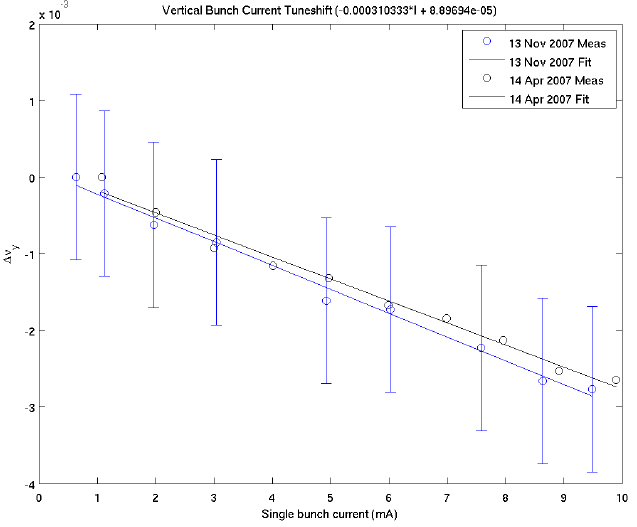 Vertical Bunch Current Tuneshift (-0.000310333*I + 8.89694e-05)
x 10⁻³
13 Nov 2007 Meas
13 Nov 2007 Fit
14 Apr 2007 Meas
14 Apr 2007 Fit
2
1
0
-1
-2
-3
-4
Δνy
0 1 2 3 4 5 6 7 8 9 10
Single bunch current (mA)